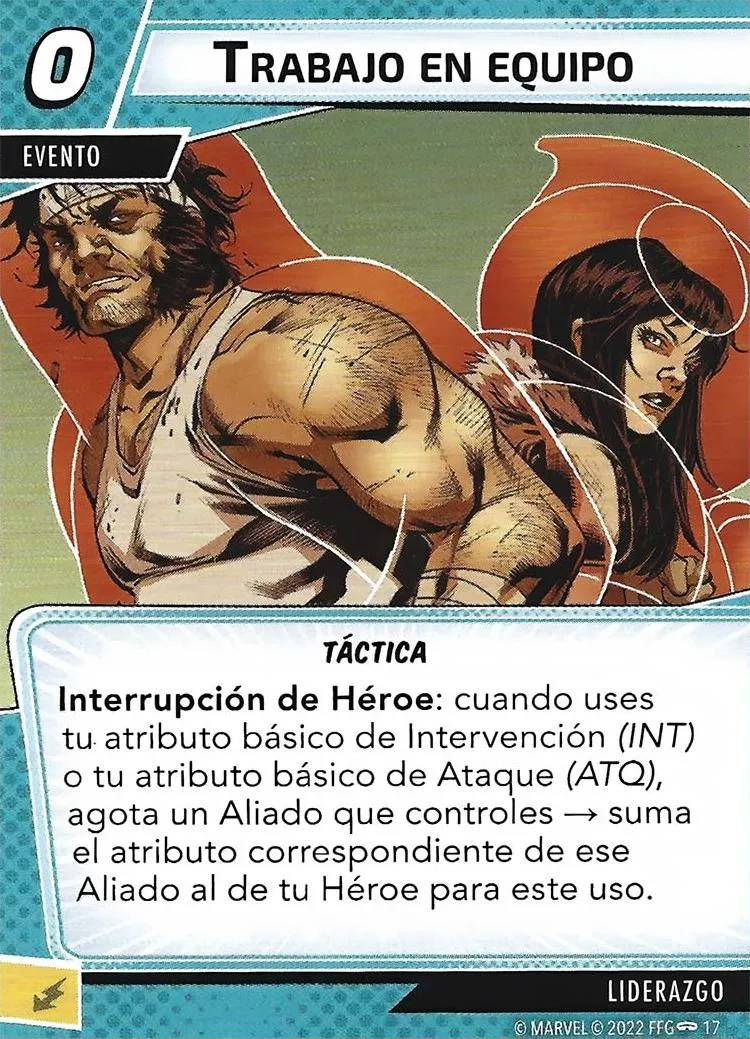 0
TRABAJO EN EQUIPO
EVENTO
TÁCTICA
Interrupción de Héroe: cuando uses
tu atributo básico de Intervención (INT)
o tu atributo básico de Ataque (ATQ),
agota un Aliado que controles → suma
el atributo correspondiente de ese
Aliado al de tu Héroe para este uso.
LIDERAZGO
© MARVEL © 2022 FFG 17